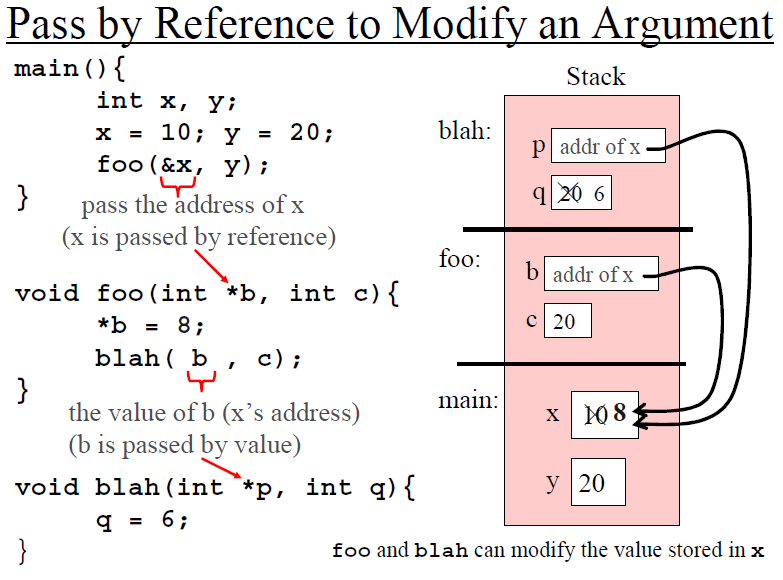 Pass by Reference to Modify an Argument
main(){
int x, y;
x = 10; y = 20;
foo(&x, y);
}
pass the address of x
(x is passed by reference)
void foo(int *b, int c){
*b = 8;
blah( b , c);
}
the value of b (x's address)
(b is passed by value)
void blah(int *p, int q){
q = 6;
}
Stack
blah:
p addr of x
q 20 6
foo:
b addr of x
c 20
main:
x 10 8
y 20
foo and blah can modify the value stored in x